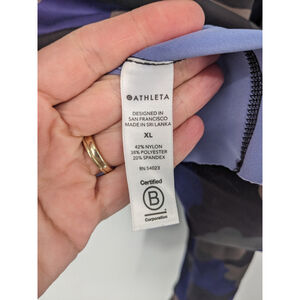 ATHLETA
DESIGNED IN
SAN FRANCISCO
MADE IN SRI LANKA
XL
42% NYLON
38% POLYESTER
20% SPANDEX
RN 54023
Certified
B
Corporation